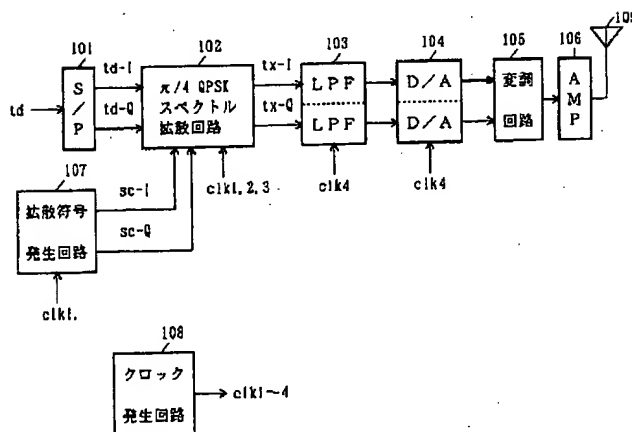 101
S/P
td
td-I
td-Q
102
π/4 QPSK
スペクトル
拡散回路
tx-I
tx-Q
103
LPF
LPF
104
D/A
D/A
105
変調
回路
106
AMP
109
107
拡散符号
発生回路
sc-I
sc-Q
clk1,2,3
clk4
clk4
clk1.
108
クロック
発生回路
clk1~4